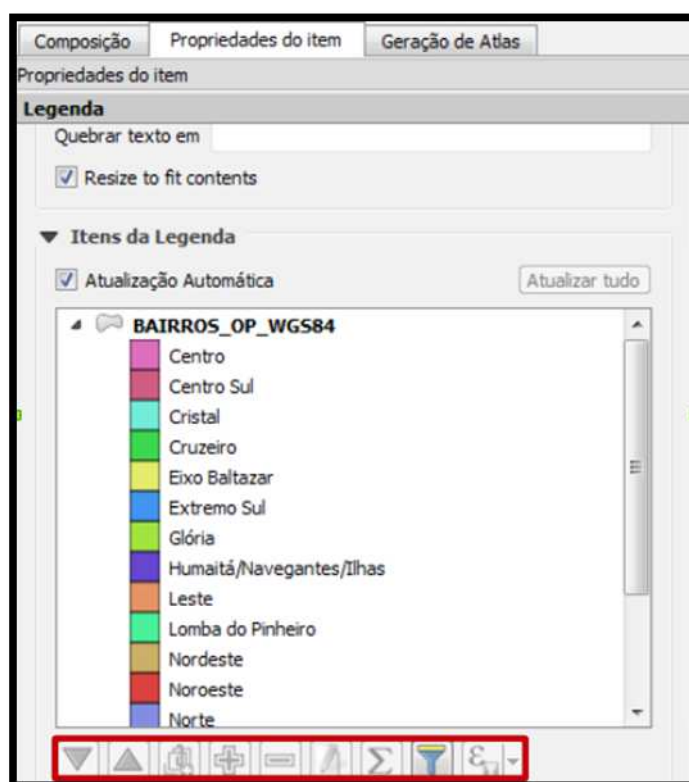 Composição Propriedades do item Geração de Atlas
Propriedades do item
Legenda
Quebrar texto em
Resize to fit contents
Itens da Legenda
Atualização Automática Atualizar tudo
BAIRROS_OP_WGS84
Centro
Centro Sul
Cristal
Cruzeiro
Eixo Baltazar
Extremo Sul
Glória
Humaitá/Navegantes/Ilhas
Leste
Lomba do Pinheiro
Nordeste
Noroeste
Norte
Σ ε